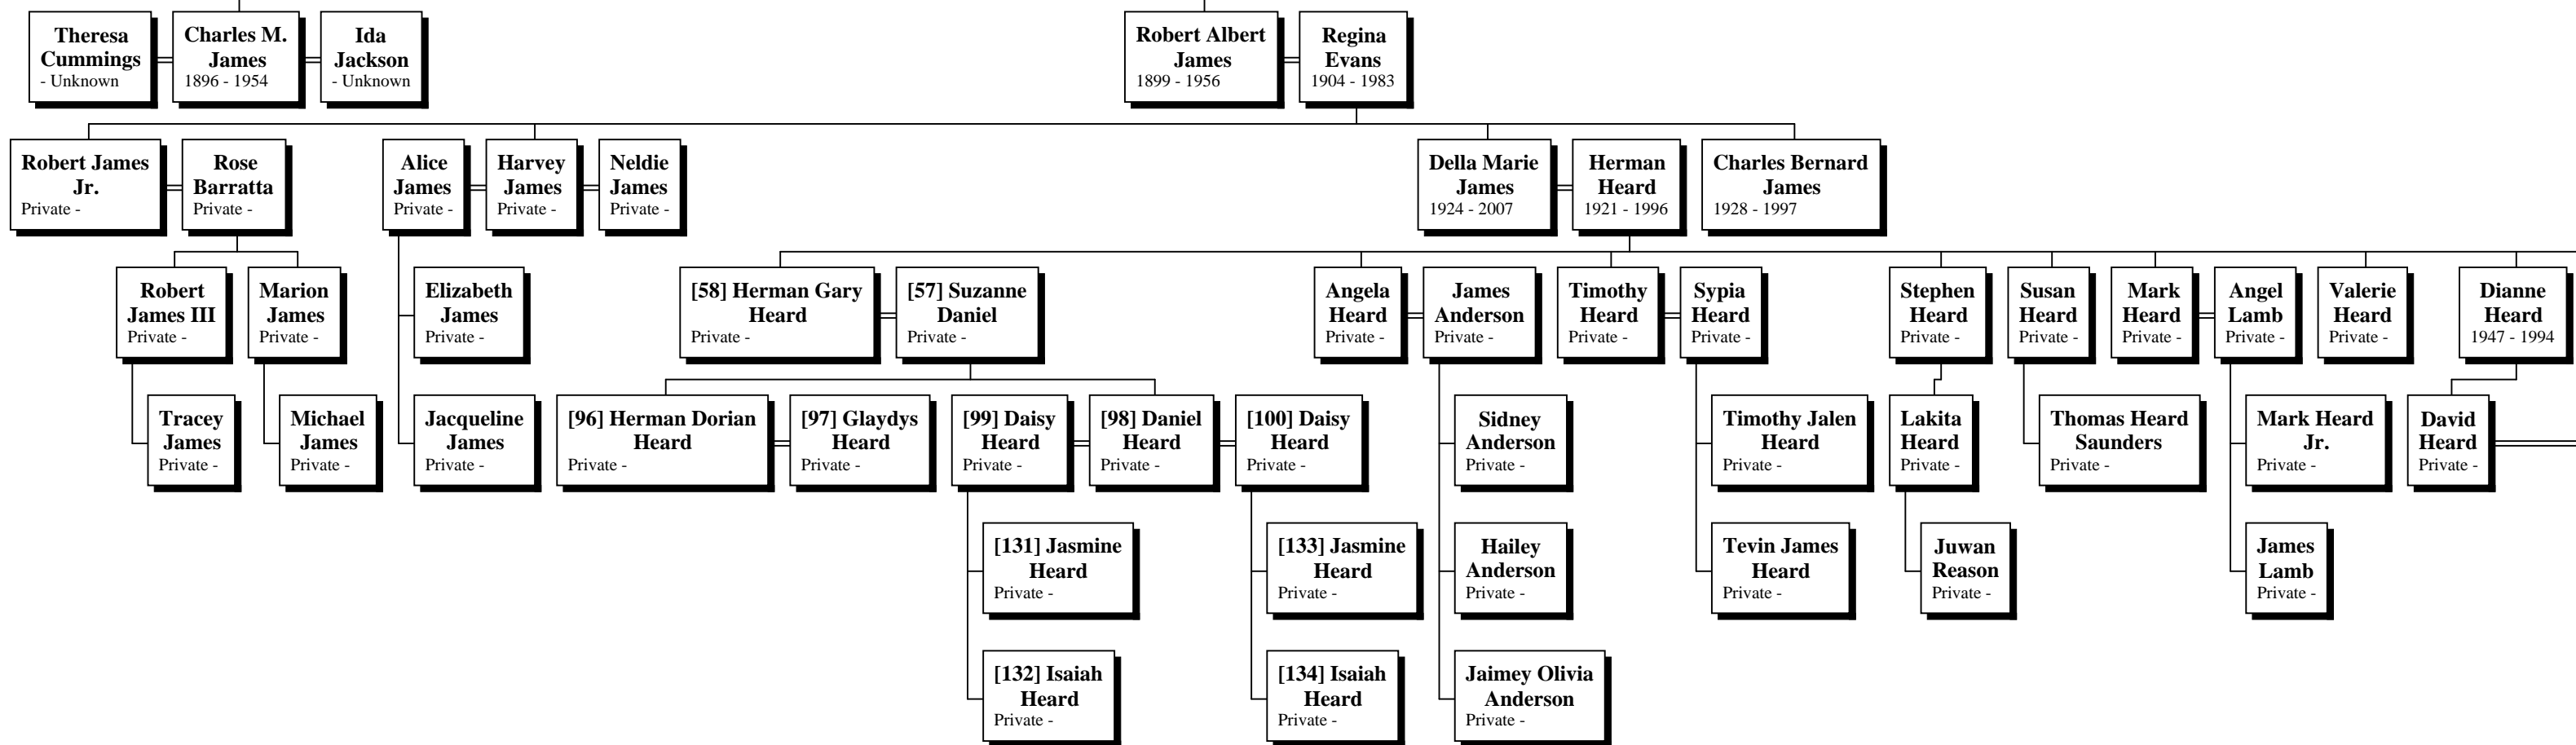 Theresa
Cummings
- Unknown
Charles M.
James
1896 - 1954
Ida
Jackson
- Unknown
Robert Albert
James
1899 - 1956
Regina
Evans
1904 - 1983
Robert James
Jr.
Private -
Rose
Barratta
Private -
Alice
James
Private -
Harvey
James
Private -
Neldie
James
Private -
Della Marie
James
1924 - 2007
Herman
Heard
1921 - 1996
Charles Bernard
James
1928 - 1997
Robert
James III
Private -
Marion
James
Private -
Elizabeth
James
Private -
[58] Herman Gary
Heard
Private -
[57] Suzanne
Daniel
Private -
Angela
Heard
Private -
James
Anderson
Private -
Timothy
Heard
Private -
Sypia
Heard
Private -
Stephen
Heard
Private -
Susan
Heard
Private -
Mark
Heard
Private -
Angel
Lamb
Private -
Valerie
Heard
Private -
Dianne
Heard
1947 - 1994
Tracey
James
Private -
Michael
James
Private -
Jacqueline
James
Private -
[96] Herman Dorian
Heard
Private -
[97] Glaydys
Heard
Private -
[99] Daisy
Heard
Private -
[98] Daniel
Heard
Private -
[100] Daisy
Heard
Private -
Sidney
Anderson
Private -
Timothy Jalen
Heard
Private -
Lakita
Heard
Private -
Thomas Heard
Saunders
Private -
Mark Heard
Jr.
Private -
David
Heard
Private -
[131] Jasmine
Heard
Private -
[133] Jasmine
Heard
Private -
Hailey
Anderson
Private -
Tevin James
Heard
Private -
Juwan
Reason
Private -
James
Lamb
Private -
[132] Isaiah
Heard
Private -
[134] Isaiah
Heard
Private -
Jaimey Olivia
Anderson
Private -